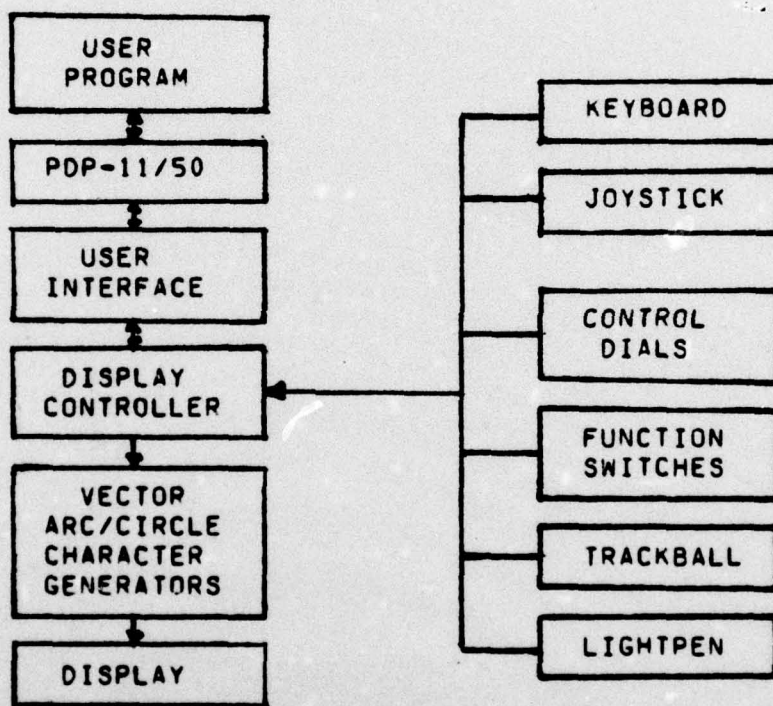 USER
PROGRAM
PDP-11/50
USER
INTERFACE
DISPLAY
CONTROLLER
VECTOR
ARC/CIRCLE
CHARACTER
GENERATORS
DISPLAY
KEYBOARD
JOYSTICK
CONTROL
DIALS
FUNCTION
SWITCHES
TRACKBALL
LIGHTPEN